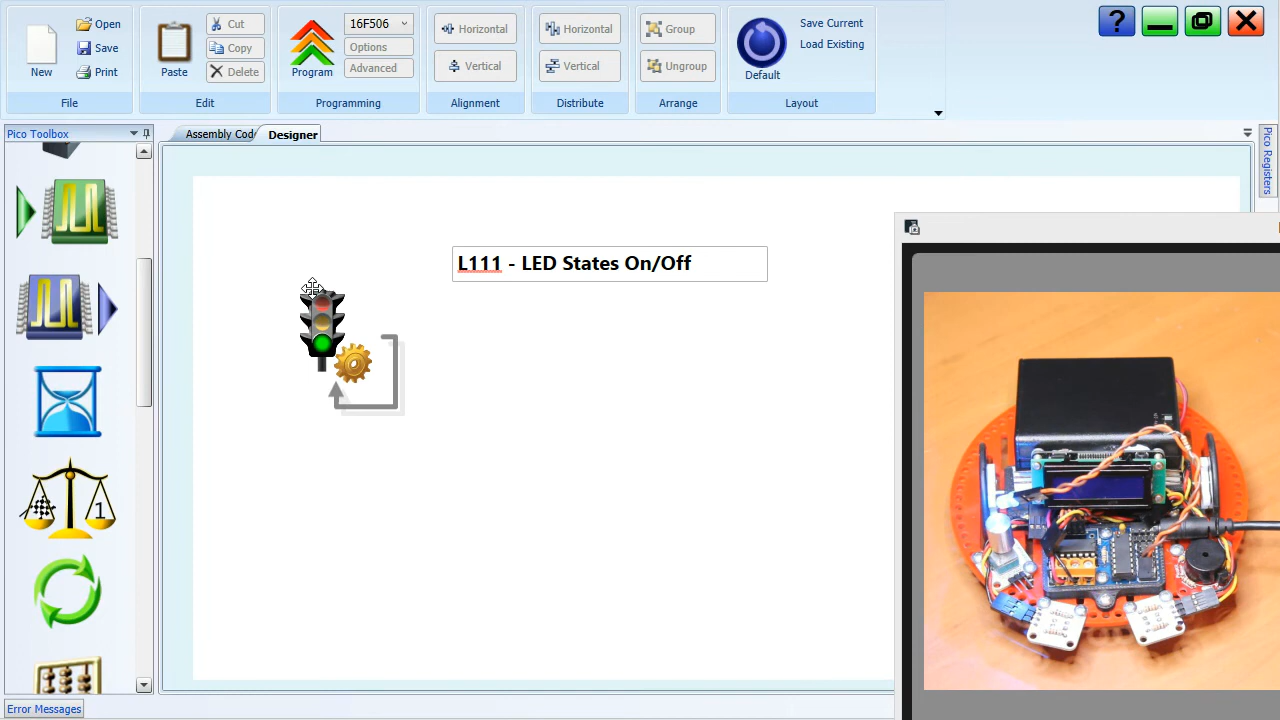 New
Open
Save
Print
File
Paste
Cut
Copy
Delete
Edit
Program
16F506
Options
Advanced
Programming
Horizontal
Vertical
Alignment
Horizontal
Vertical
Distribute
Group
Ungroup
Arrange
Default
Save Current
Load Existing
Layout
?
Pico Toolbox
Assembly Cod
Designer
Pico Registers
L111 - LED States On/Off
1
Error Messages